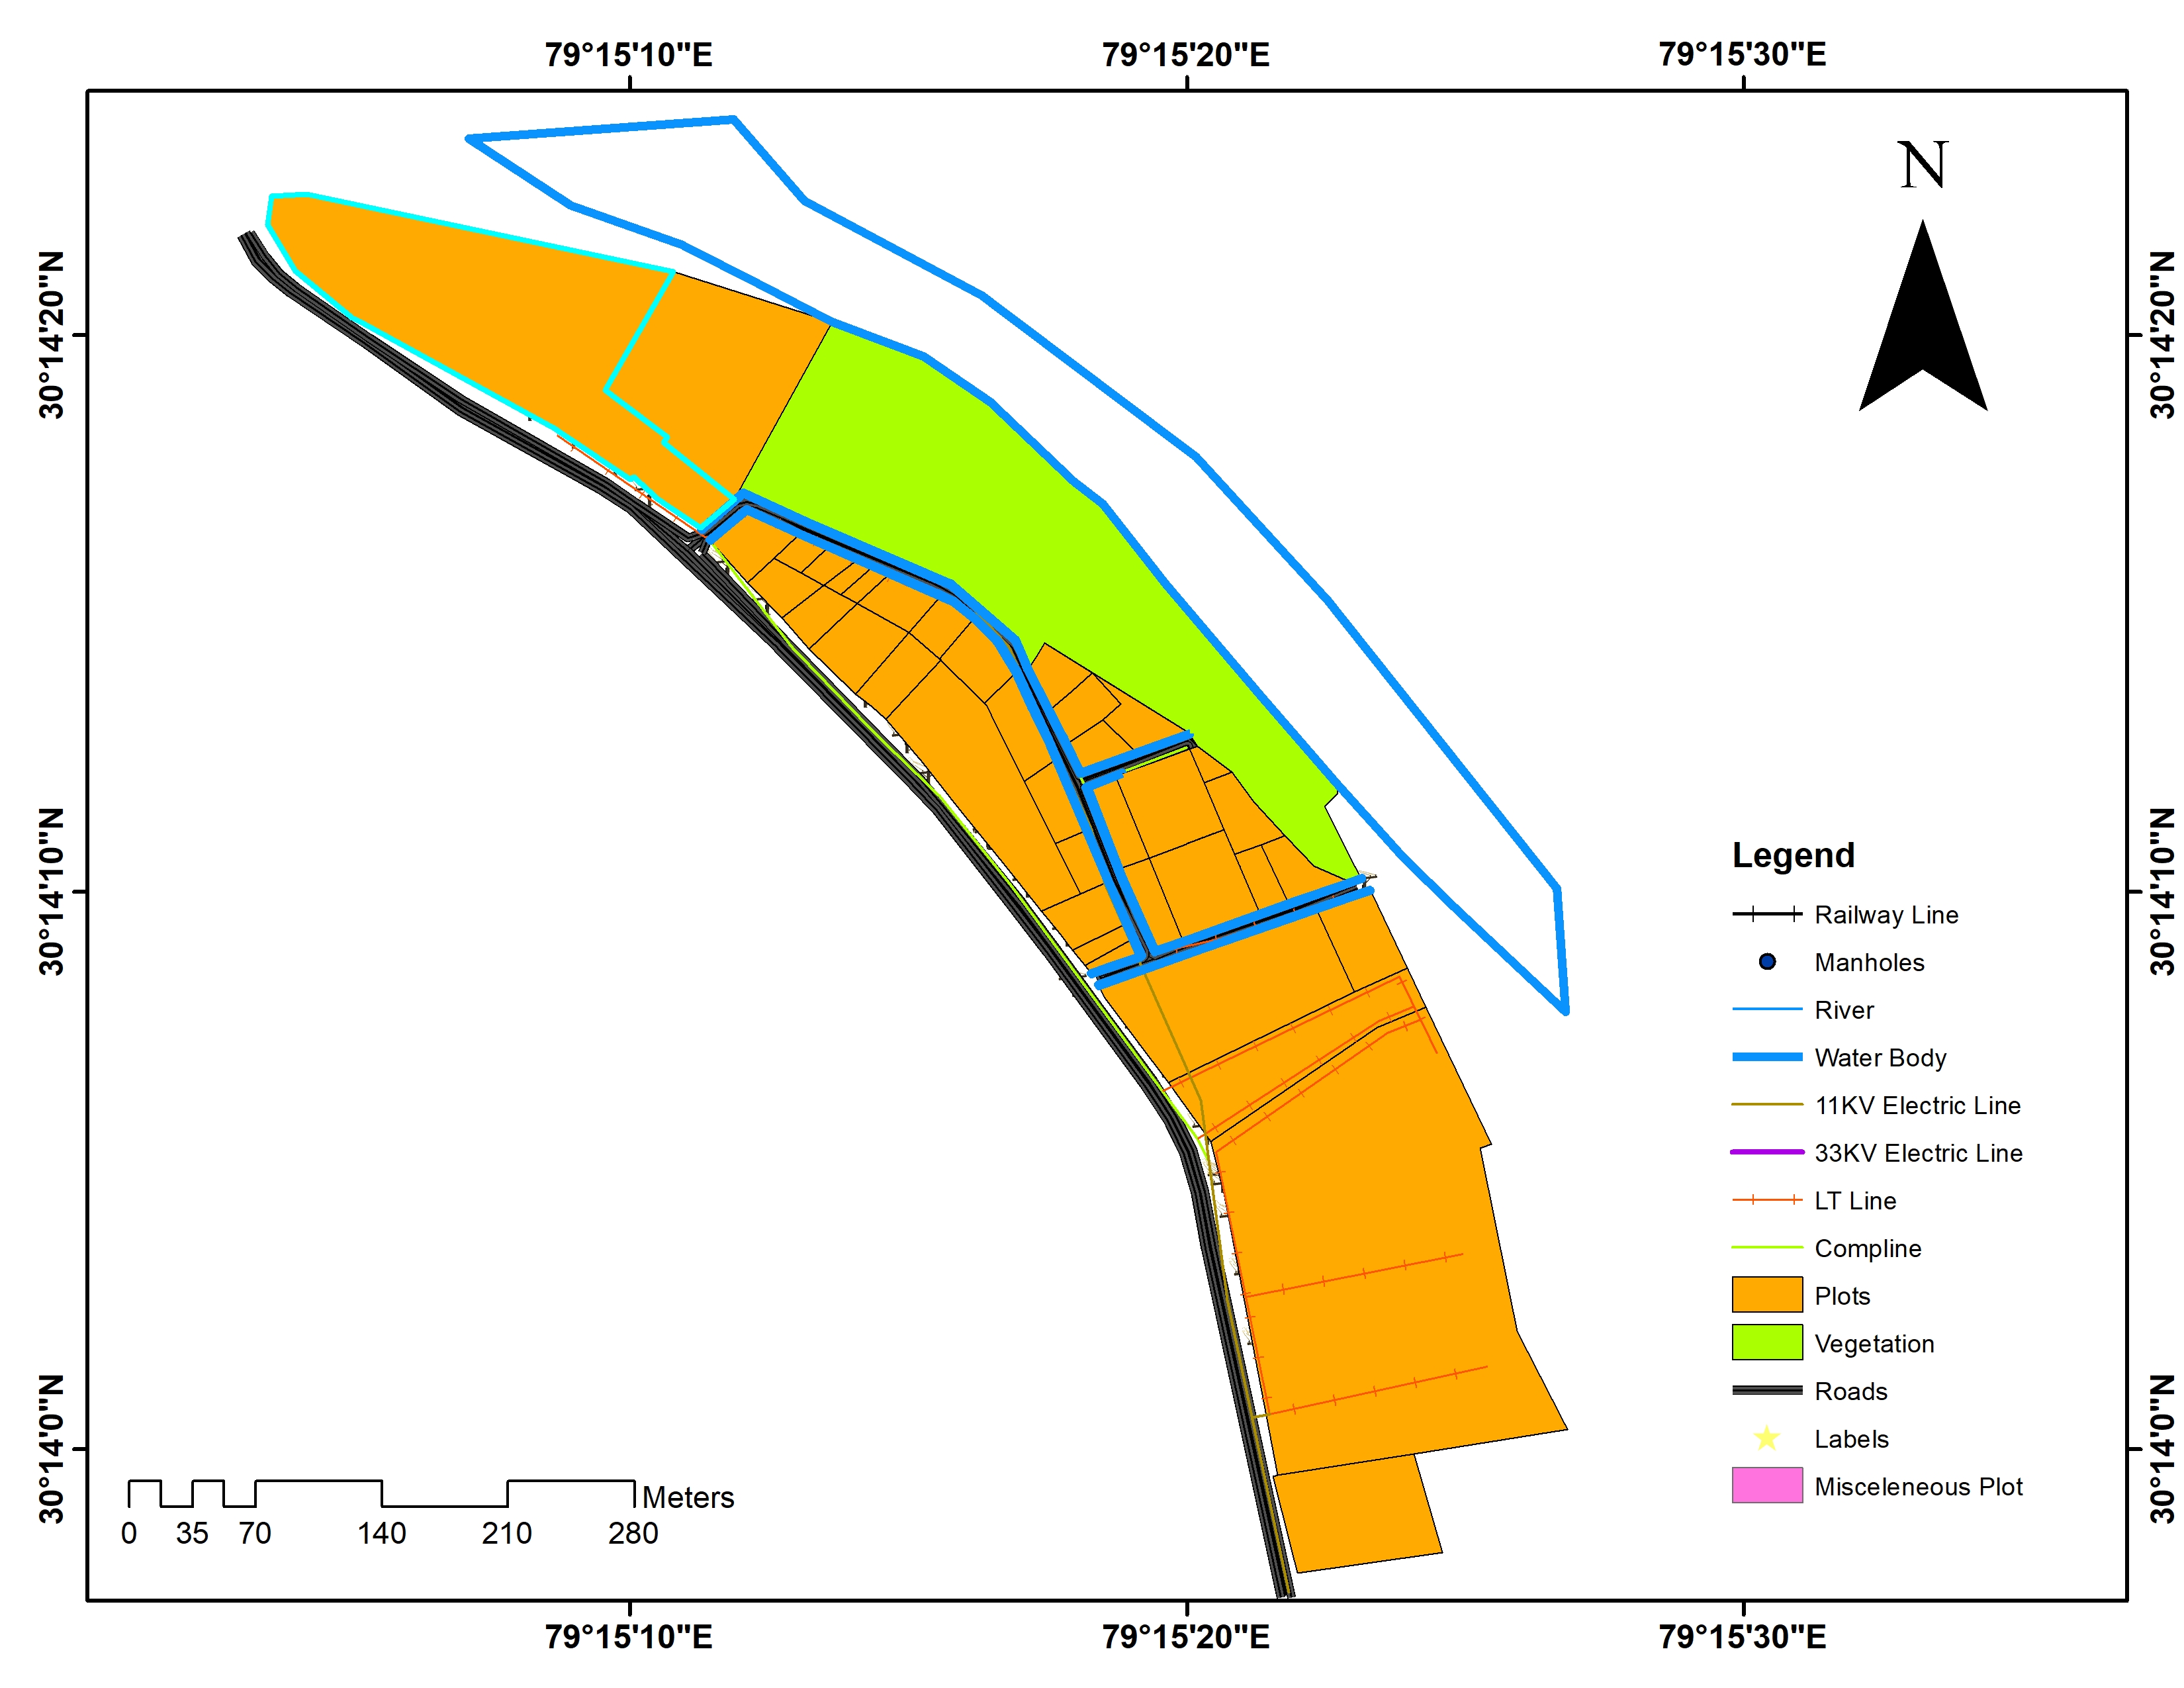 79°15'10"E 79°15'20"E 79°15'30"E
N
30°14'20"N 30°14'20"N
30°14'10"N 30°14'10"N
Legend
Railway Line
Manholes
River
Water Body
11KV Electric Line
33KV Electric Line
LT Line
Compline
Plots
Vegetation
Roads
Labels
Misceleneous Plot
30°14'0"N 30°14'0"N
Meters
0 35 70 140 210 280
79°15'10"E 79°15'20"E 79°15'30"E